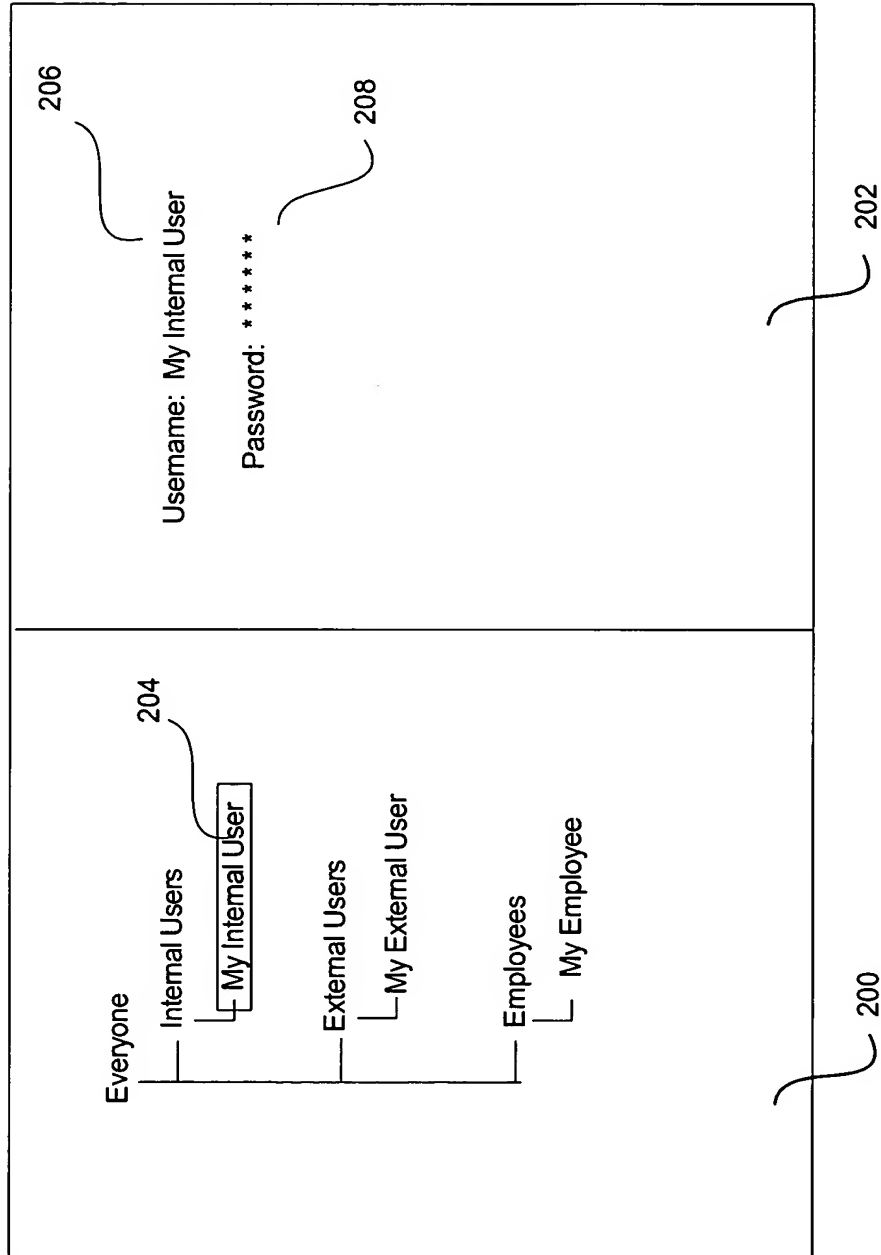 Everyone
Internal Users
My Internal User
External Users
My External User
Employees
My Employee
204
200
Username: My Internal User
Password: *******
206
208
202